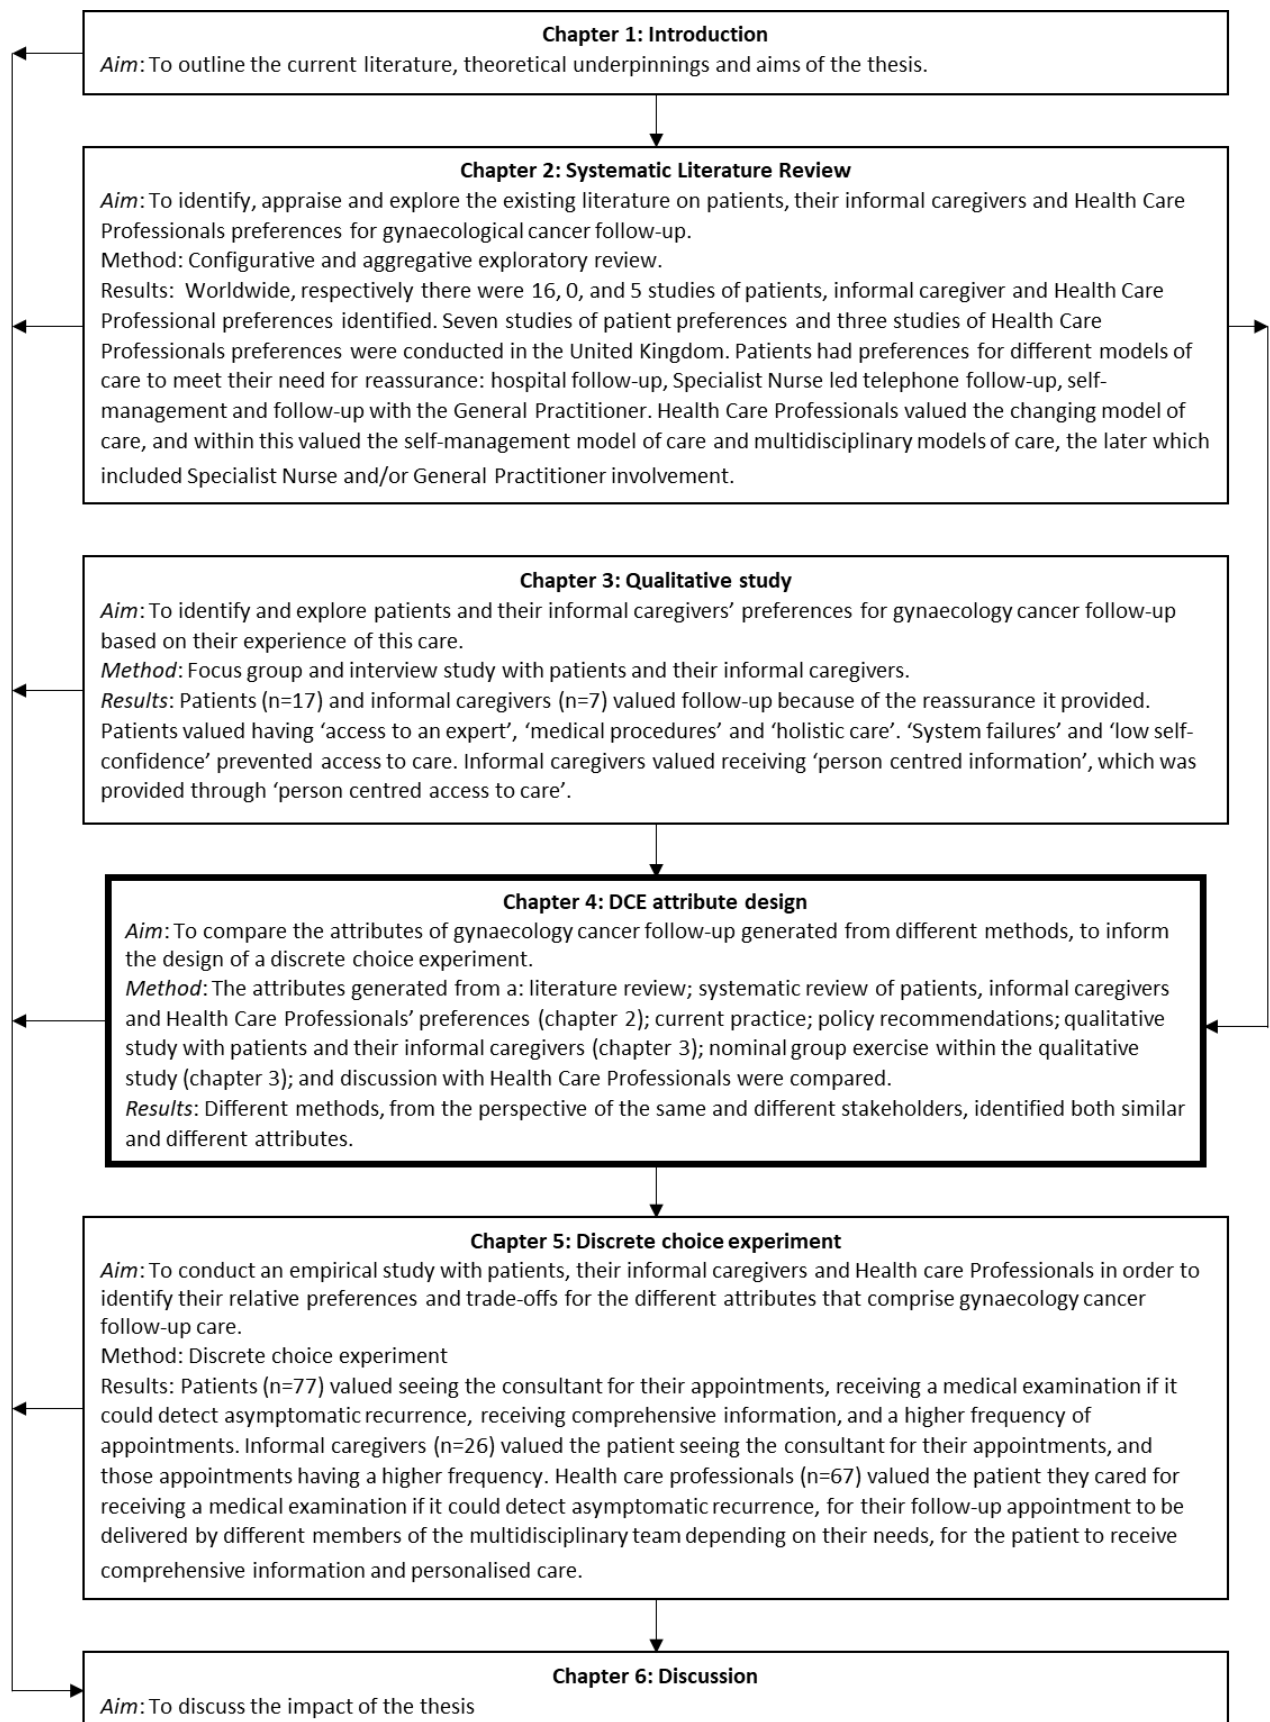 Chapter 1: Introduction
Aim: To outline the current literature, theoretical underpinnings and aims of the thesis.
Chapter 2: Systematic Literature Review
Aim: To identify, appraise and explore the existing literature on patients, their informal caregivers and Health Care
Professionals preferences for gynaecological cancer follow-up.
Method: Configurative and aggregative exploratory review.
Results: Worldwide, respectively there were 16, 0, and 5 studies of patients, informal caregiver and Health Care
Professional preferences identified. Seven studies of patient preferences and three studies of Health Care
Professionals preferences were conducted in the United Kingdom. Patients had preferences for different models of
care to meet their need for reassurance: hospital follow-up, Specialist Nurse led telephone follow-up, self-
management and follow-up with the General Practitioner. Health Care Professionals valued the changing model of
care, and within this valued the self-management model of care and multidisciplinary models of care, the later which
included Specialist Nurse and/or General Practitioner involvement.
Chapter 3: Qualitative study
Aim: To identify and explore patients and their informal caregivers’ preferences for gynaecology cancer follow-up
based on their experience of this care.
Method: Focus group and interview study with patients and their informal caregivers.
Results: Patients (n=17) and informal caregivers (n=7) valued follow-up because of the reassurance it provided.
Patients valued having ‘access to an expert’, ‘medical procedures’ and ‘holistic care’. ‘System failures’ and ‘low self-
confidence’ prevented access to care. Informal caregivers valued receiving ‘person centred information’, which was
provided through ‘person centred access to care’.
Chapter 4: DCE attribute design
Aim: To compare the attributes of gynaecology cancer follow-up generated from different methods, to inform
the design of a discrete choice experiment.
Method: The attributes generated from a: literature review; systematic review of patients, informal caregivers
and Health Care Professionals’ preferences (chapter 2); current practice; policy recommendations; qualitative
study with patients and their informal caregivers (chapter 3); nominal group exercise within the qualitative
study (chapter 3); and discussion with Health Care Professionals were compared.
Results: Different methods, from the perspective of the same and different stakeholders, identified both similar
and different attributes.
Chapter 5: Discrete choice experiment
Aim: To conduct an empirical study with patients, their informal caregivers and Health care Professionals in order to
identify their relative preferences and trade-offs for the different attributes that comprise gynaecology cancer
follow-up care.
Method: Discrete choice experiment
Results: Patients (n=77) valued seeing the consultant for their appointments, receiving a medical examination if it
could detect asymptomatic recurrence, receiving comprehensive information, and a higher frequency of
appointments. Informal caregivers (n=26) valued the patient seeing the consultant for their appointments, and
those appointments having a higher frequency. Health care professionals (n=67) valued the patient they cared for
receiving a medical examination if it could detect asymptomatic recurrence, for their follow-up appointment to be
delivered by different members of the multidisciplinary team depending on their needs, for the patient to receive
comprehensive information and personalised care.
Chapter 6: Discussion
Aim: To discuss the impact of the thesis